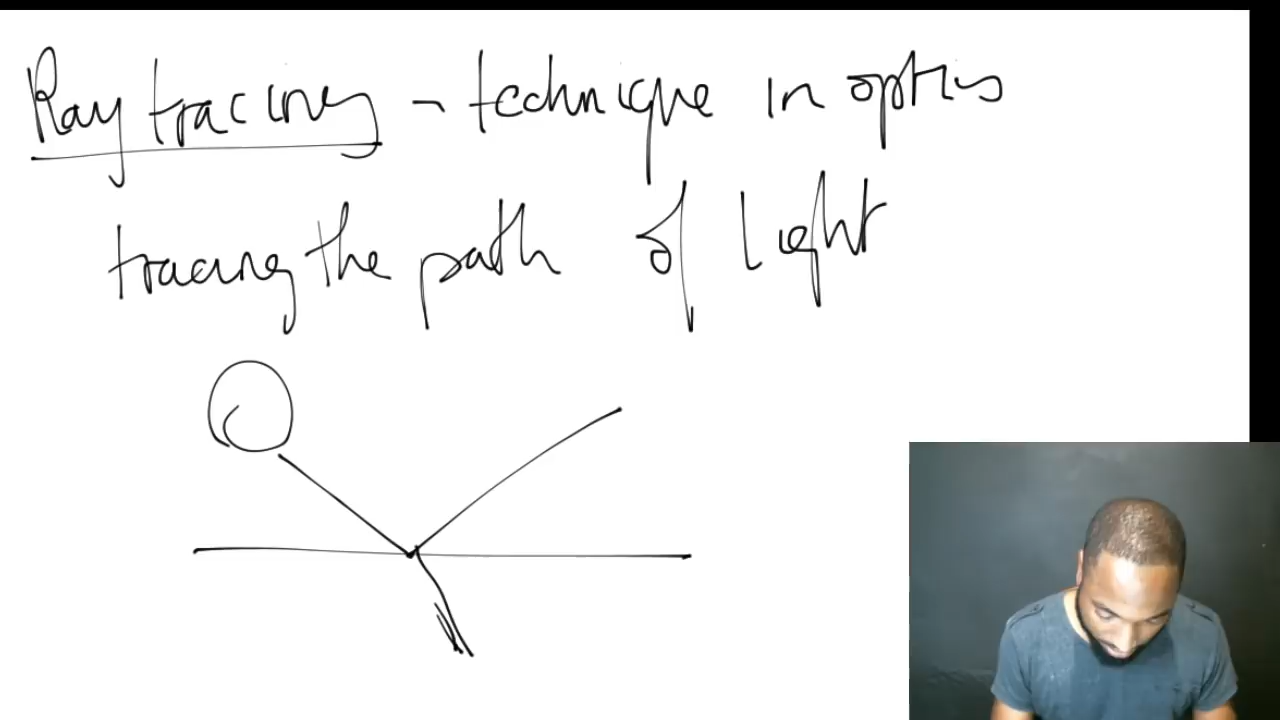 Ray tracing - technique in optics
tracing the path of light